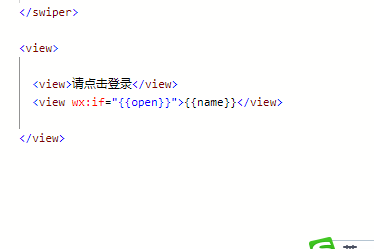 </swiper>
<view>
<view>请点击登录</view>
<view wx:if="{{open}}">{{name}}</view>
</view>